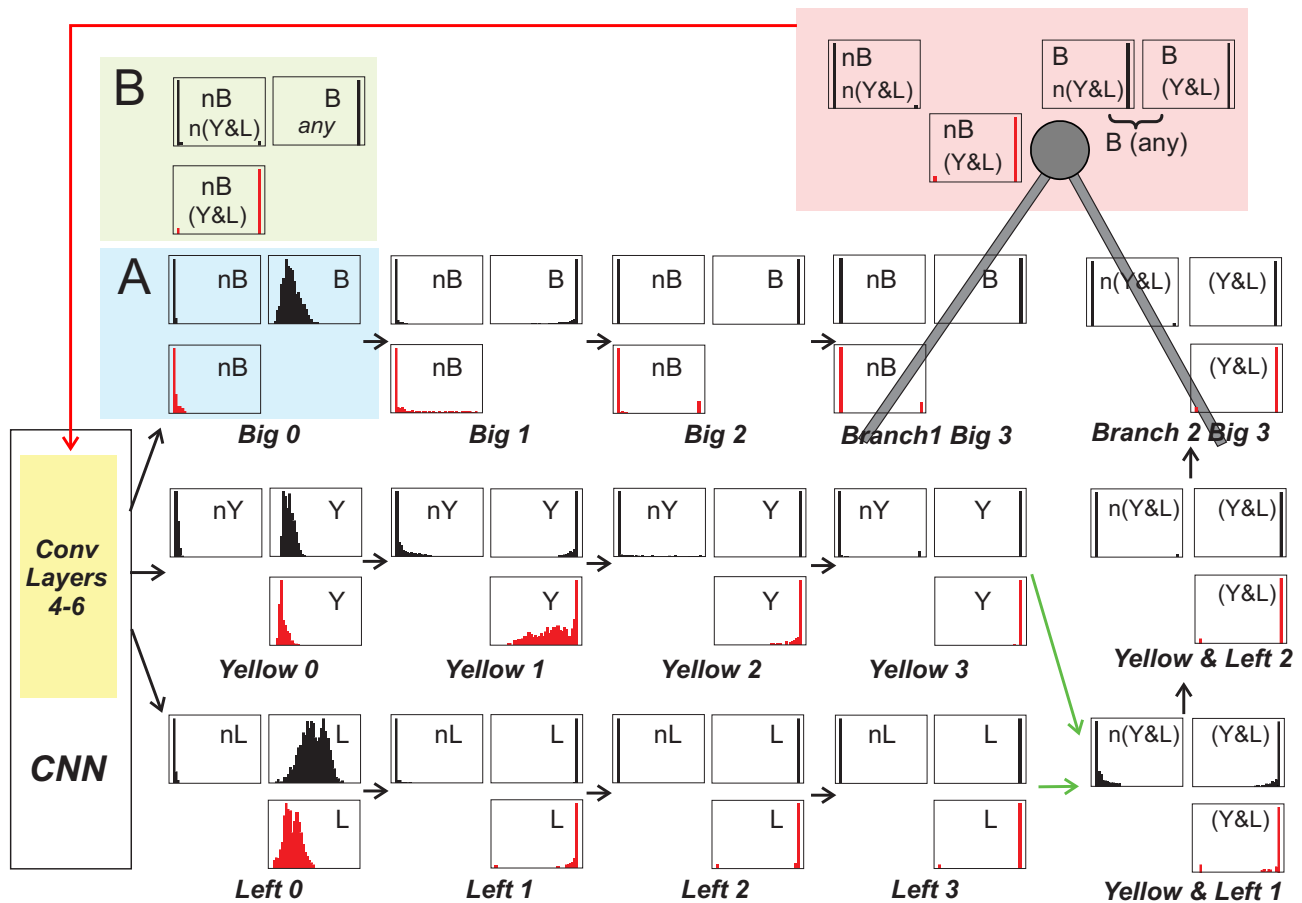 B
nB
n(Y&L)
B
any
nB
(Y&L)
nB
n(Y&L)
B
n(Y&L)
B
(Y&L)
nB
(Y&L)
B (any)
A
nB
B
nB
B
nB
B
nB
B
n(Y&L)
(Y&L)
nB
nB
nB
nB
(Y&L)
Big 0
Big 1
Big 2
Branch1 Big 3
Branch 2 Big 3
Conv
Layers
4-6
CNN
nY
Y
nY
Y
nY
Y
nY
Y
n(Y&L)
(Y&L)
Y
Y
Y
Y
(Y&L)
Yellow 0
Yellow 1
Yellow 2
Yellow 3
Yellow & Left 2
nL
L
nL
L
nL
L
nL
L
n(Y&L)
(Y&L)
L
L
L
L
(Y&L)
Left 0
Left 1
Left 2
Left 3
Yellow & Left 1